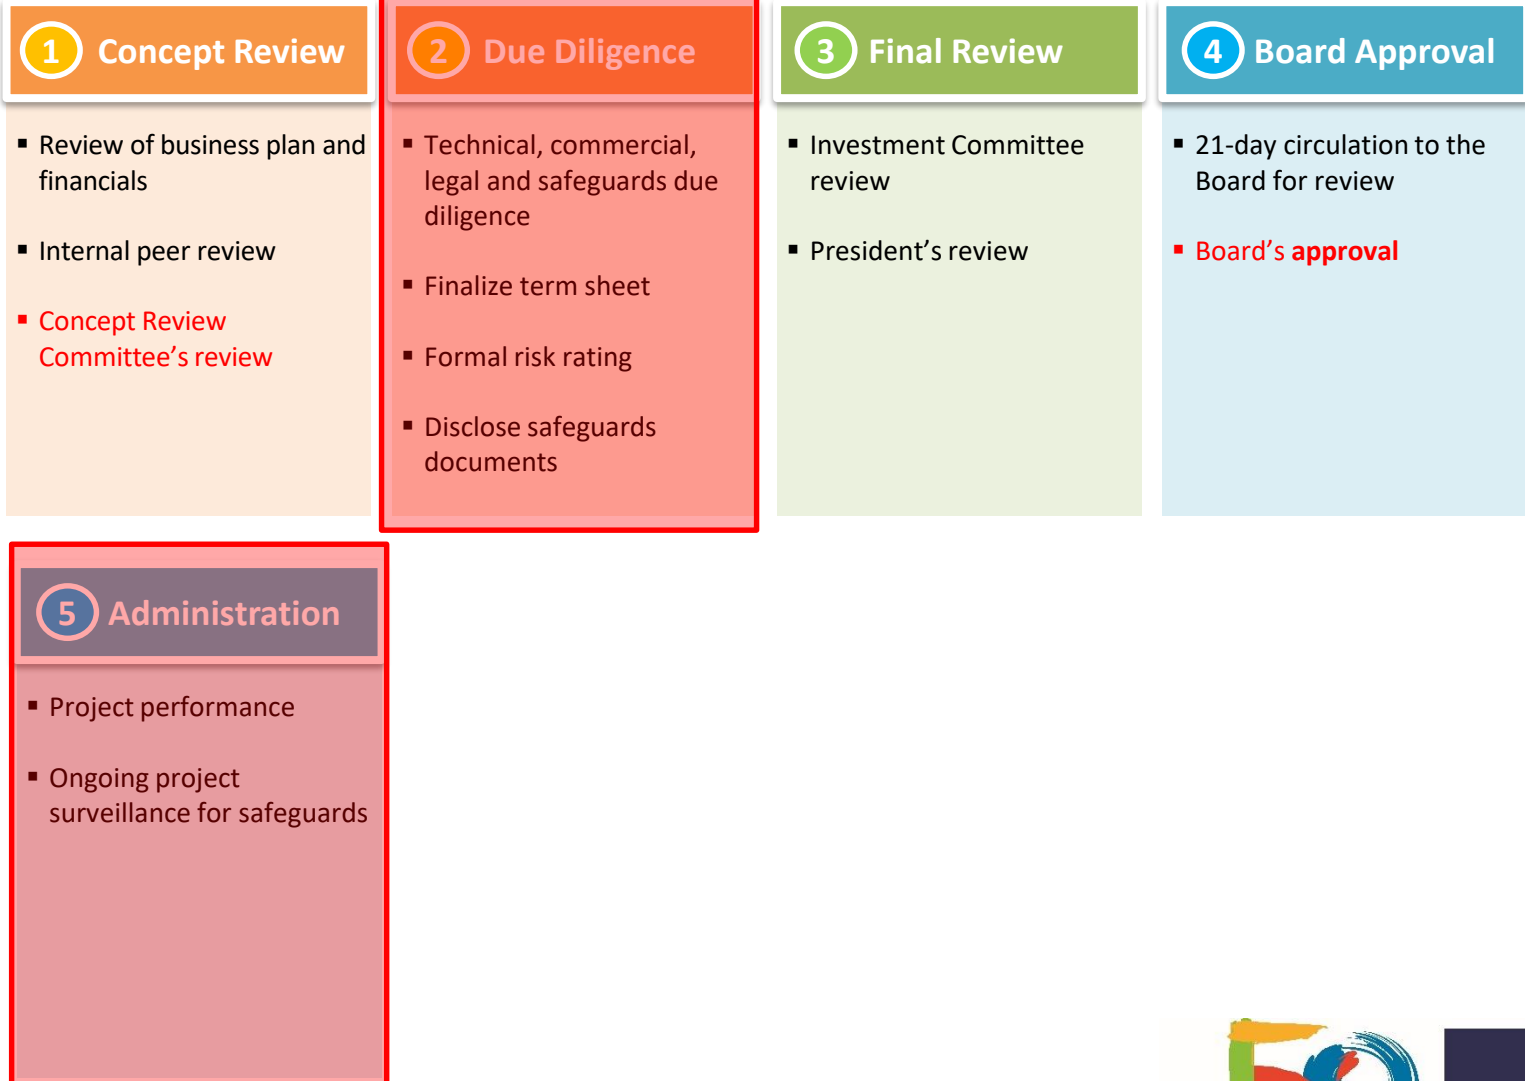 1 Concept Review
▪ Review of business plan and
financials
▪ Internal peer review
▪ Concept Review
Committee’s review
2 Due Diligence
▪ Technical, commercial,
legal and safeguards due
diligence
▪ Finalize term sheet
▪ Formal risk rating
▪ Disclose safeguards
documents
3 Final Review
▪ Investment Committee
review
▪ President’s review
4 Board Approval
▪ 21-day circulation to the
Board for review
▪ Board’s approval
5 Administration
▪ Project performance
▪ Ongoing project
surveillance for safeguards